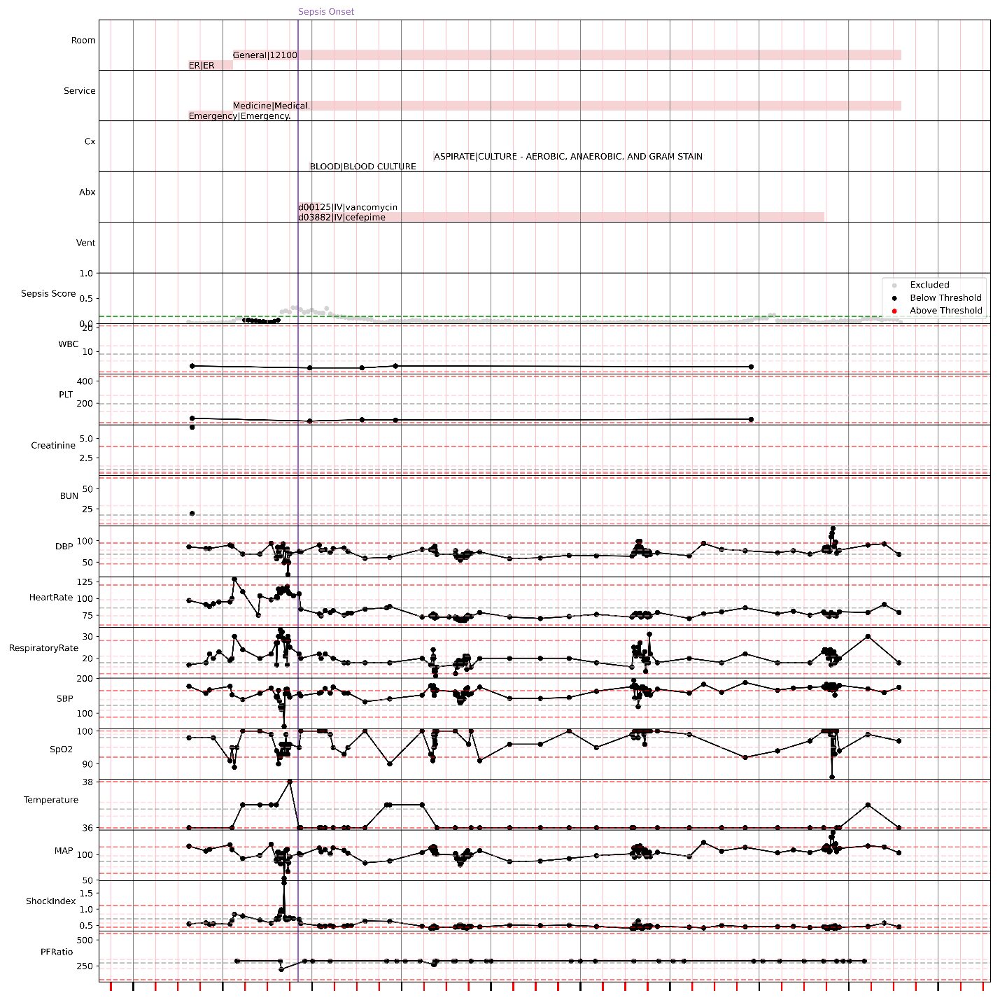 Sepsis Onset
Room
General|12100
ER|ER
Service
Medicine|Medical.
Emergency|Emergency.
Cx
ASPIRATE|CULTURE - AEROBIC, ANAEROBIC, AND GRAM STAIN
BLOOD|BLOOD CULTURE
Abx
d00125|IV|vancomycin
d03882|IV|cefepime
Vent
1.0
Sepsis Score
0.5
0.0
Excluded
Below Threshold
Above Threshold
20
WBC
10
400
PLT
200
5.0
Creatinine
2.5
50
BUN
25
100
DBP
50
125
HeartRate
100
75
30
RespiratoryRate
20
200
SBP
100
100
SpO2
90
38
Temperature
36
MAP
100
50
1.5
ShockIndex
1.0
0.5
500
PFRatio
250